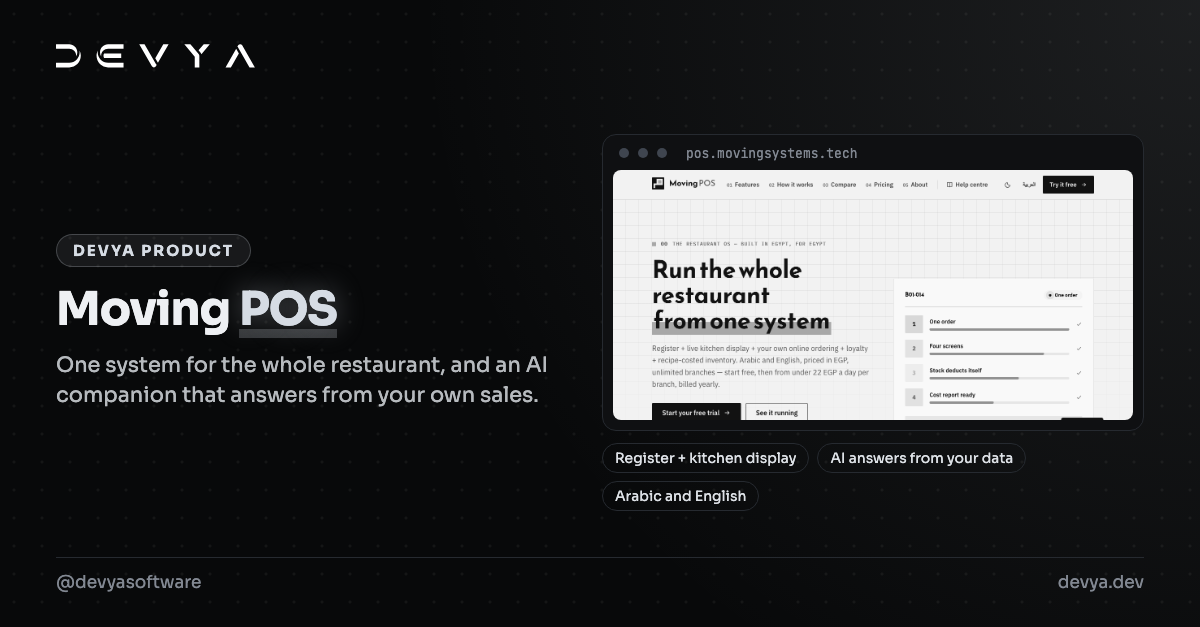 DEVYA
DEVYA PRODUCT
Moving POS
One system for the whole restaurant, and an AI
companion that answers from your own sales.
pos.movingsystems.tech
Moving POS 01 Features 02 How it works 03 Compare 04 Pricing 05 About Help centre العربية Try it free →
00 THE RESTAURANT OS — BUILT IN EGYPT, FOR EGYPT
Run the whole
restaurant
from one system
Register + live kitchen display + your own online ordering + loyalty
+ recipe-costed inventory. Arabic and English, priced in EGP,
unlimited branches — start free, then from under 22 EGP a day per
branch, billed yearly.
Start your free trial → See it running
One order
1 One order ✓
2 Four screens ✓
3 Stock deducts itself ✓
4 Cost report ready ✓
Register + kitchen display
AI answers from your data
Arabic and English
@devyasoftware
devya.dev